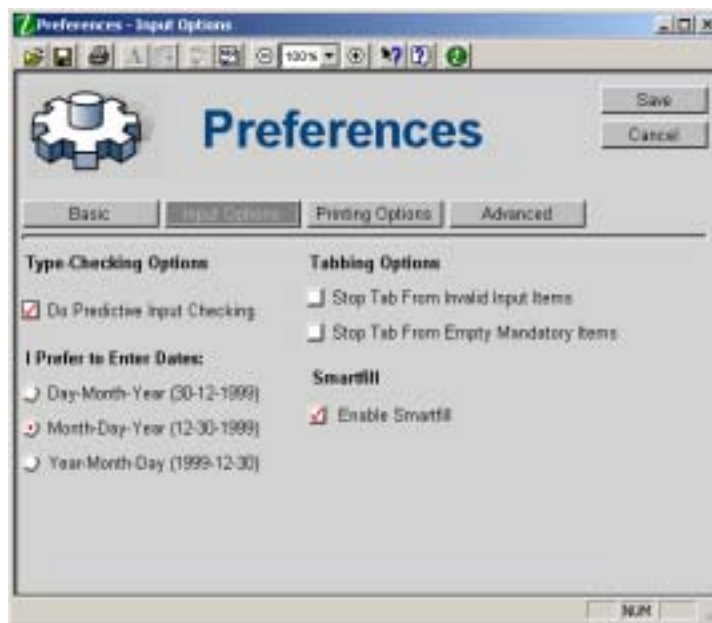 Preferences - Input Options
100%
Preferences
Save
Cancel
Basic
Input Options
Printing Options
Advanced
Type-Checking Options
Tabbing Options
Do Predictive Input Checking
Stop Tab From Invalid Input Items
Stop Tab From Empty Mandatory Items
I Prefer to Enter Dates:
Smartfill
Day-Month-Year (30-12-1999)
Enable Smartfill
Month-Day-Year (12-30-1999)
Year-Month-Day (1999-12-30)
NUM